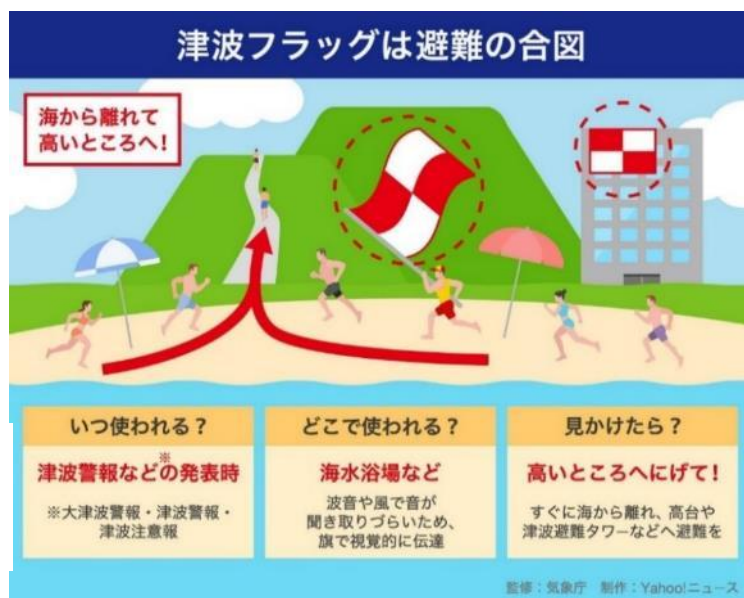 津波フラッグは避難の合図
海から離れて
高いところへ!
いつ使われる?
津波警報などの発表時
※
※大津波警報・津波警報・
津波注意報
どこで使われる?
海水浴場など
波音や風で音が
聞き取りづらいため、
旗で視覚的に伝達
見かけたら?
高いところへにげて!
すぐに海から離れ、高台や
津波避難タワーなどへ避難を
監修:気象庁 制作:Yahoo!ニュース